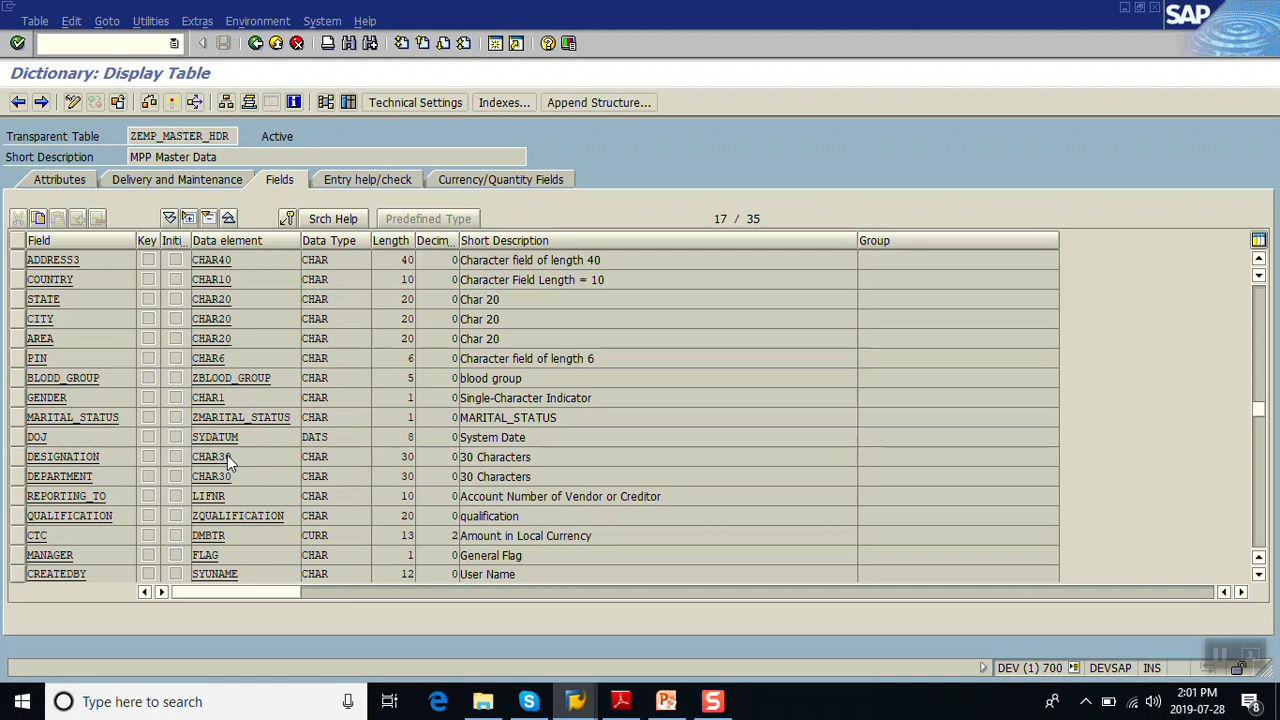 Table Edit Goto Utilities Extras Environment System Help
SAP
Dictionary: Display Table
Technical Settings Indexes... Append Structure...
Transparent Table ZEMP_MASTER_HDR Active
Short Description MPP Master Data
Attributes Delivery and Maintenance Fields Entry help/check Currency/Quantity Fields
Srch Help Predefined Type 17 / 35
Field Key Initi... Data element Data Type Length Decim... Short Description Group
ADDRESS3 CHAR40 CHAR 40 0 Character field of length 40
COUNTRY CHAR10 CHAR 10 0 Character Field Length = 10
STATE CHAR20 CHAR 20 0 Char 20
CITY CHAR20 CHAR 20 0 Char 20
AREA CHAR20 CHAR 20 0 Char 20
PIN CHAR6 CHAR 6 0 Character field of length 6
BLODD_GROUP ZBLOOD_GROUP CHAR 5 0 blood group
GENDER CHAR1 CHAR 1 0 Single-Character Indicator
MARITAL_STATUS ZMARITAL_STATUS CHAR 1 0 MARITAL_STATUS
DOJ SYDATUM DATS 8 0 System Date
DESIGNATION CHAR30 CHAR 30 0 30 Characters
DEPARTMENT CHAR30 CHAR 30 0 30 Characters
REPORTING_TO LIFNR CHAR 10 0 Account Number of Vendor or Creditor
QUALIFICATION ZQUALIFICATION CHAR 20 0 qualification
CTC DMBTR CURR 13 2 Amount in Local Currency
MANAGER FLAG CHAR 1 0 General Flag
CREATEDBY SYUNAME CHAR 12 0 User Name
DEV (1) 700 DEVSAP INS
Type here to search
2:01 PM
2019-07-28
8